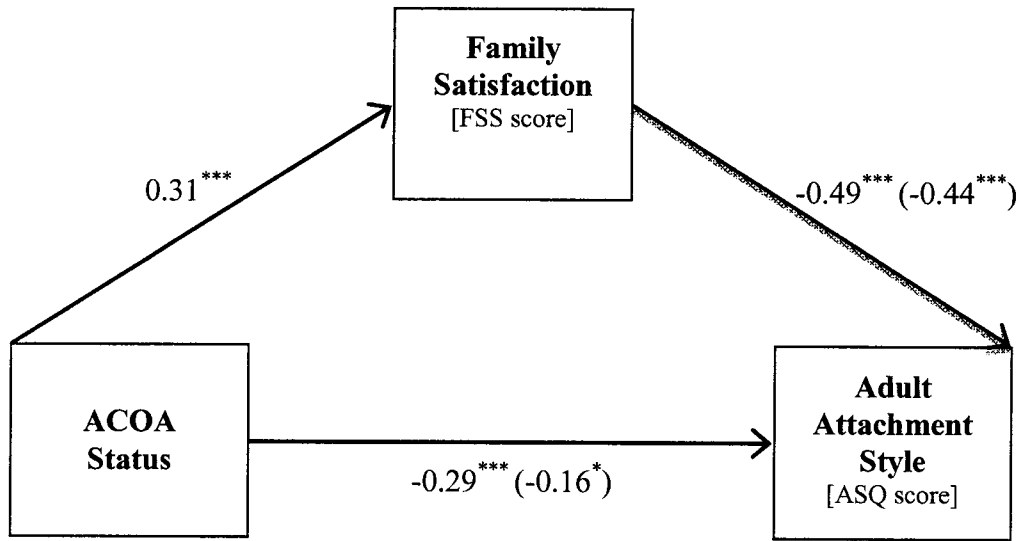 Family
Satisfaction
[FSS score]
0.31***
-0.49*** (-0.44***)
ACOA
Status
-0.29*** (-0.16*)
Adult
Attachment
Style
[ASQ score]